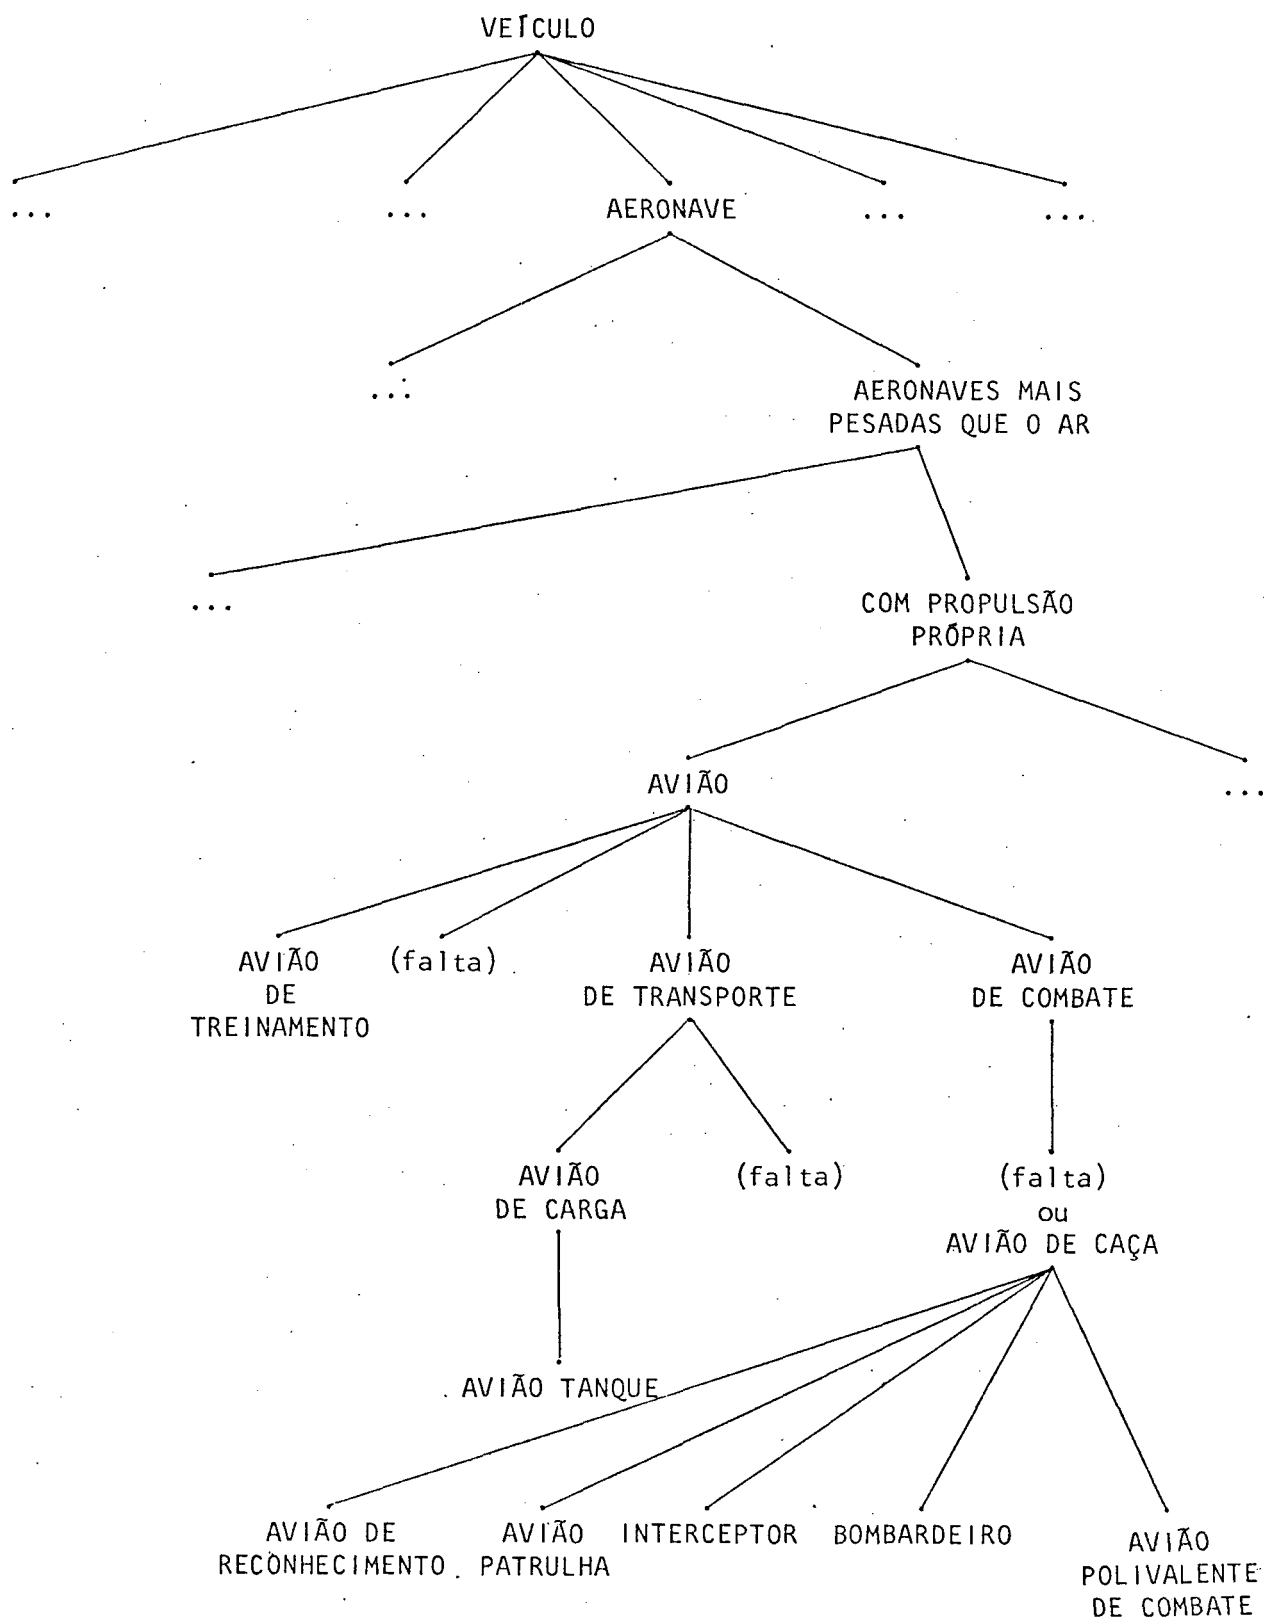 VEÍCULO
... ... AERONAVE ... ...
... AERONAVES MAIS
PESADAS QUE O AR
... COM PROPULSÃO
PRÓPRIA
AVIÃO ...
AVIÃO
DE
TREINAMENTO
(falta)
AVIÃO
DE TRANSPORTE
AVIÃO
DE COMBATE
AVIÃO
DE CARGA
(falta)
(falta)
ou
AVIÃO DE CAÇA
AVIÃO TANQUE
AVIÃO DE
RECONHECIMENTO
AVIÃO
PATRULHA
INTERCEPTOR
BOMBARDEIRO
AVIÃO
POLIVALENTE
DE COMBATE